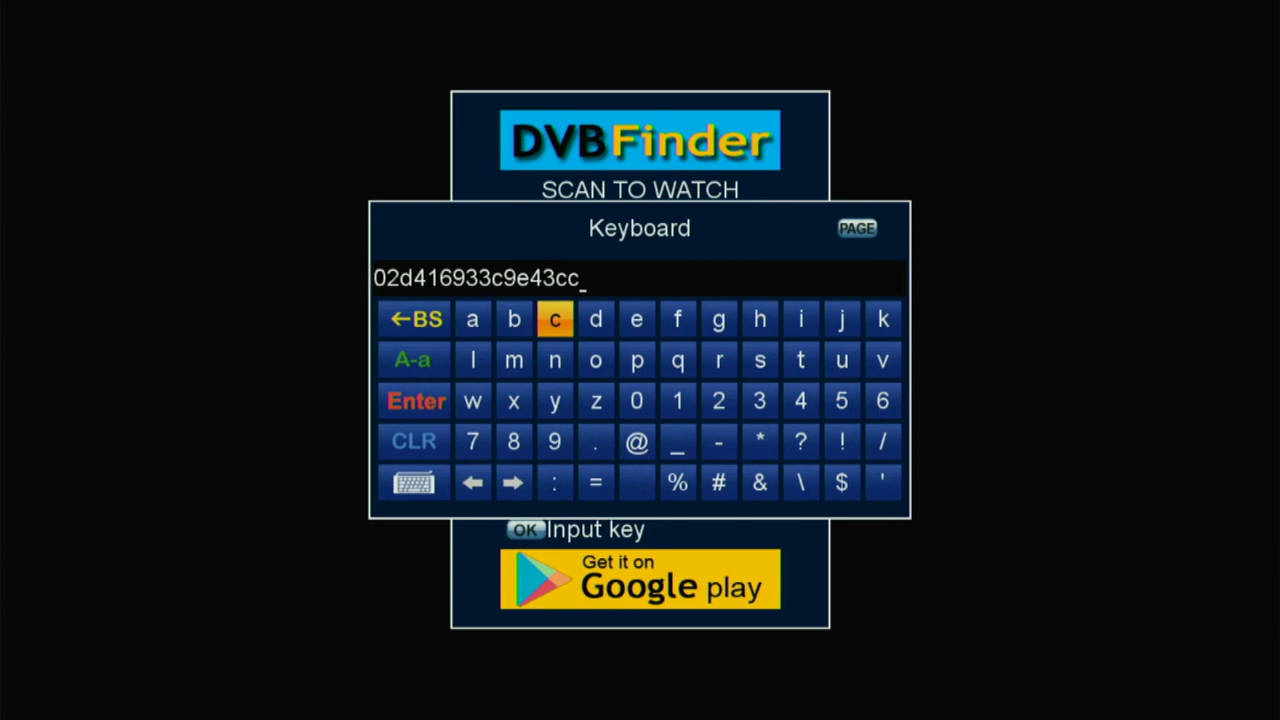 DVBFinder
SCAN TO WATCH
Keyboard PAGE
02d416933c9e43cc_
←BS a b c d e f g h i j k
A-a l m n o p q r s t u v
Enter w x y z 0 1 2 3 4 5 6
CLR 7 8 9 . @ _ - * ? ! /
← → : = % # & \ $ '
OK Input key
Get it on
Google play